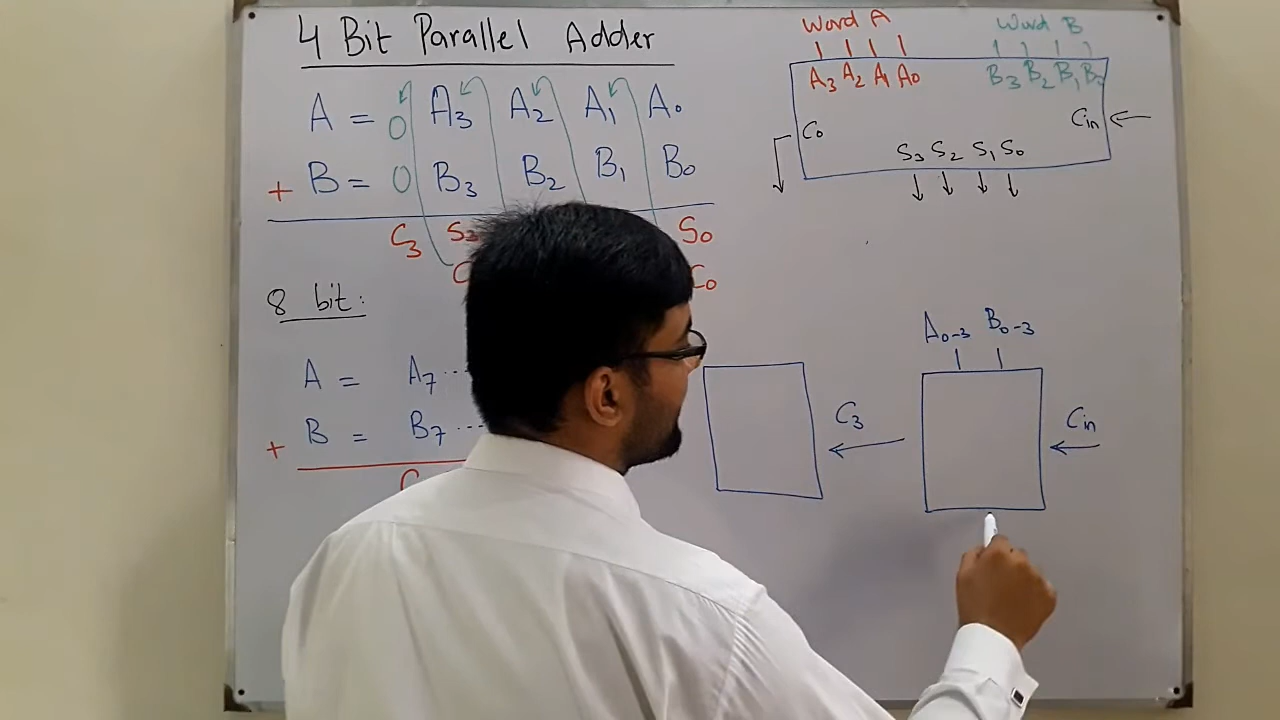 4 Bit Parallel Adder
A = 0 A3 A2 A1 A0
+ B = 0 B3 B2 B1 B0
C3 S3 S0
C C0
8 bit:
A = A7 ...
+ B = B7 ...
C
Word A Word B
A3 A2 A1 A0 B3 B2 B1 B0
C0 Cin
S3 S2 S1 S0
A0-3 B0-3
C3 Cin